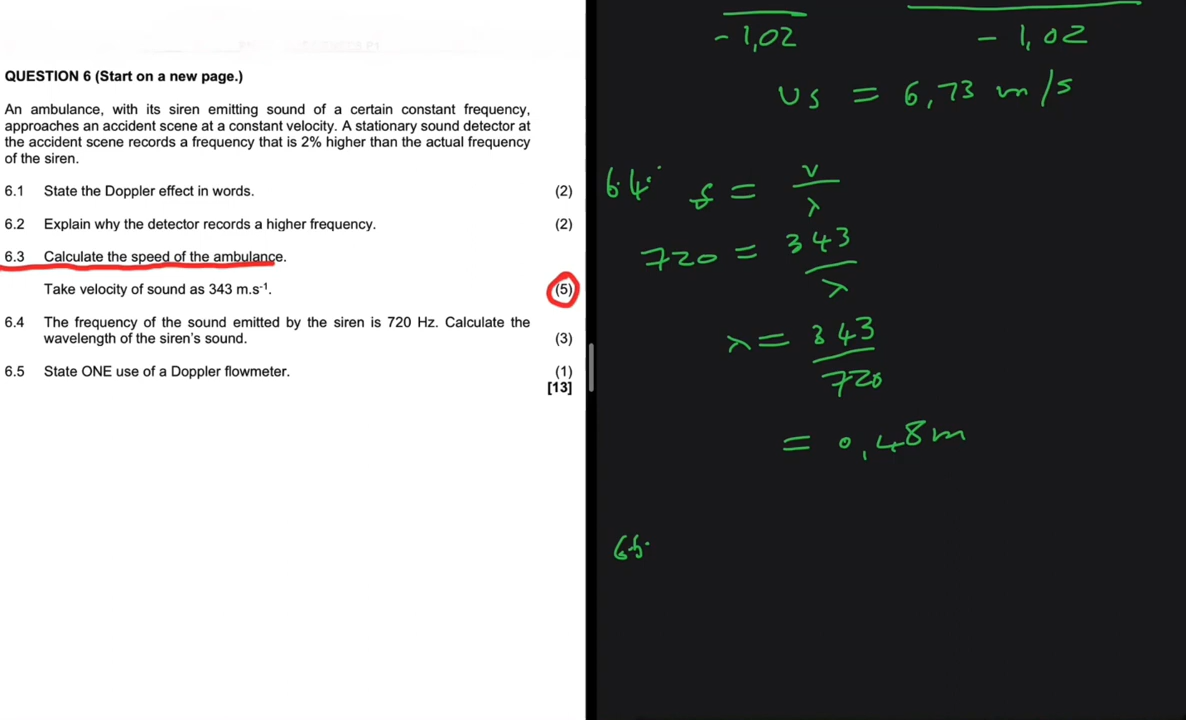 QUESTION 6 (Start on a new page.)
An ambulance, with its siren emitting sound of a certain constant frequency,
approaches an accident scene at a constant velocity. A stationary sound detector at
the accident scene records a frequency that is 2% higher than the actual frequency
of the siren.
6.1 State the Doppler effect in words. (2)
6.2 Explain why the detector records a higher frequency. (2)
6.3 Calculate the speed of the ambulance.
Take velocity of sound as 343 m.s⁻¹. (5)
6.4 The frequency of the sound emitted by the siren is 720 Hz. Calculate the
wavelength of the siren's sound. (3)
6.5 State ONE use of a Doppler flowmeter. (1)
[13]
-1,02 - 1,02
vs = 6,73 m/s
6.4. f = v/λ
720 = 343/λ
λ = 343/720
= 0,48m
65.